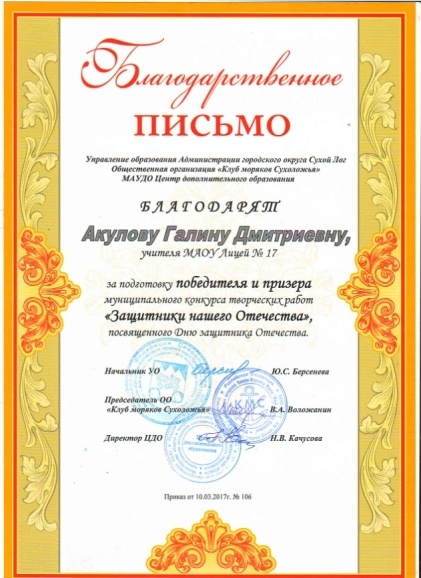 Благодарственное
ПИСЬМО
Управление образования Администрации городского округа Сухой Лог
Общественная организация «Клуб моряков Сухоложья»
МАУДО Центр дополнительного образования
БЛАГОДАРЯТ
Акулову Галину Дмитриевну,
учителя МАОУ Лицей № 17
за подготовку победителя и призера
муниципального конкурса творческих работ
«Защитники нашего Отечества»,
посвященного Дню защитника Отечества.
Начальник УО Ю.С. Берсенева
Председатель ОО
«Клуб моряков Сухоложья» В.А. Воложанин
КМС
Директор ЦДО Н.В. Качусова
Приказ от 10.03.2017г. № 106